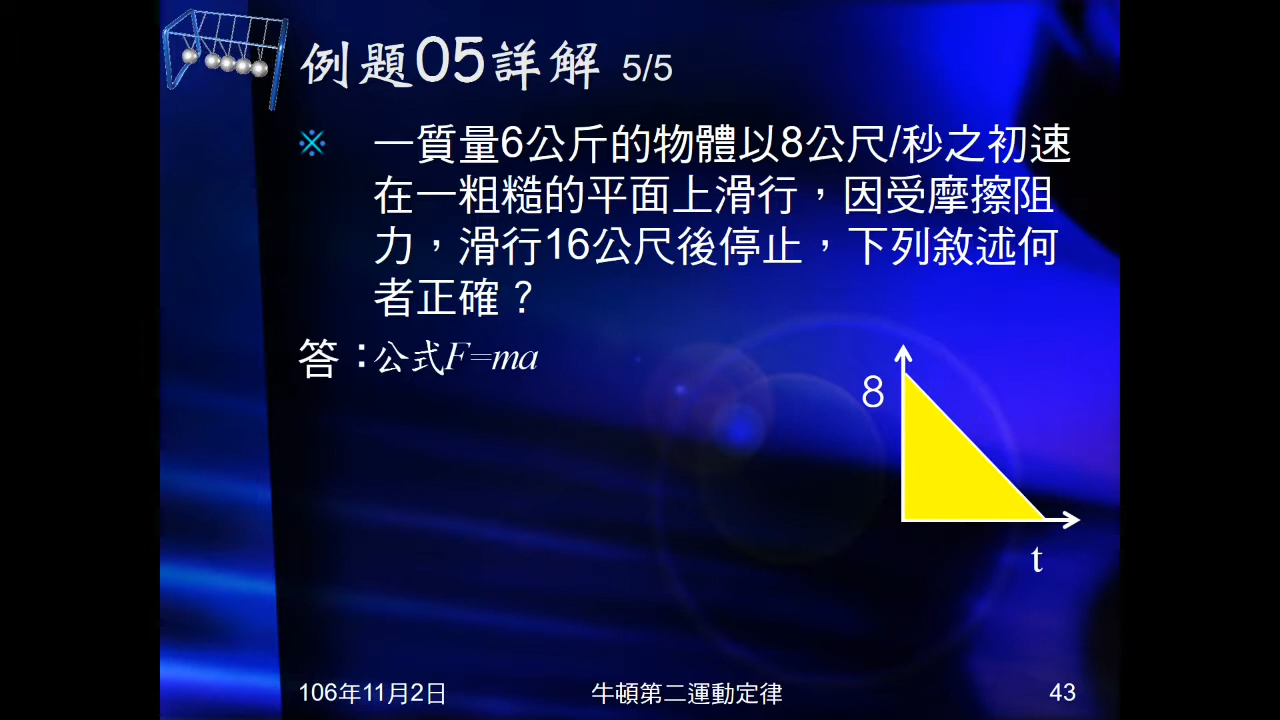 例題05詳解 5/5
※ 一質量6公斤的物體以8公尺/秒之初速
在一粗糙的平面上滑行，因受摩擦阻
力，滑行16公尺後停止，下列敘述何
者正確？
答：公式F=ma
8
t
106年11月2日 牛頓第二運動定律 43